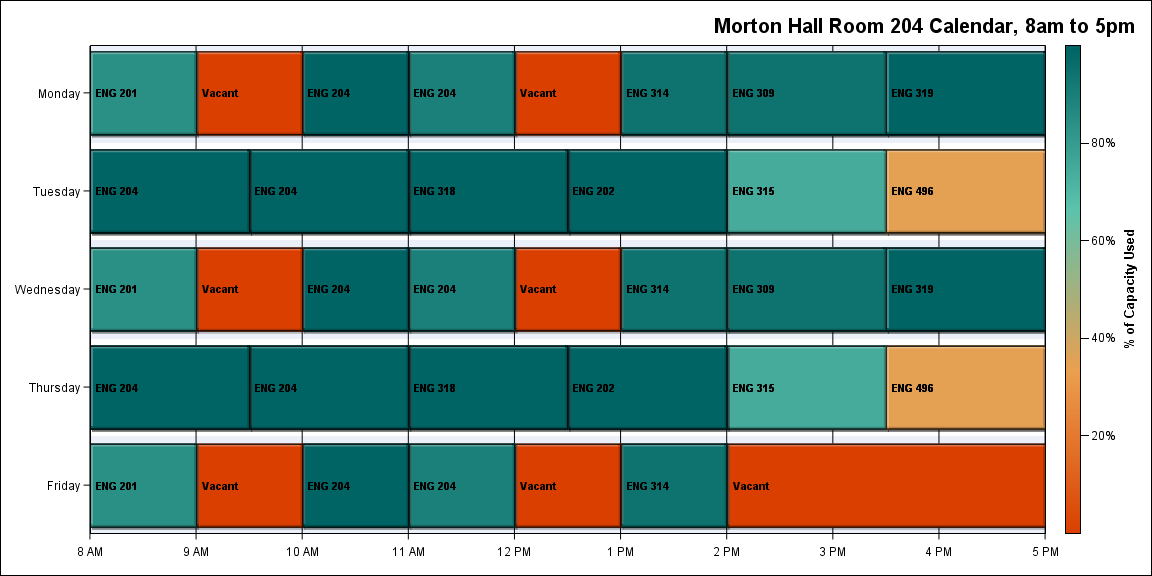 Morton Hall Room 204 Calendar, 8am to 5pm
Monday ENG 201 Vacant ENG 204 ENG 204 Vacant ENG 314 ENG 309 ENG 319
Tuesday ENG 204 ENG 204 ENG 318 ENG 202 ENG 315 ENG 496
Wednesday ENG 201 Vacant ENG 204 ENG 204 Vacant ENG 314 ENG 309 ENG 319
Thursday ENG 204 ENG 204 ENG 318 ENG 202 ENG 315 ENG 496
Friday ENG 201 Vacant ENG 204 ENG 204 Vacant ENG 314 Vacant
8 AM 9 AM 10 AM 11 AM 12 PM 1 PM 2 PM 3 PM 4 PM 5 PM
80%
60%
40%
20%
% of Capacity Used